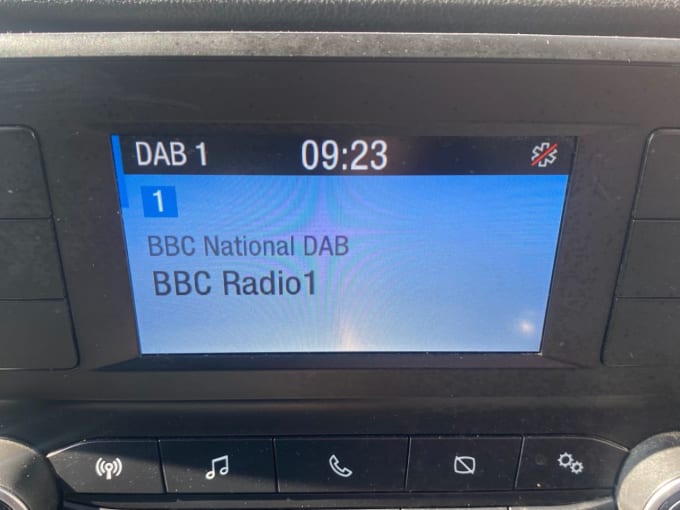 DAB 1 09:23
1
BBC National DAB
BBC Radio1